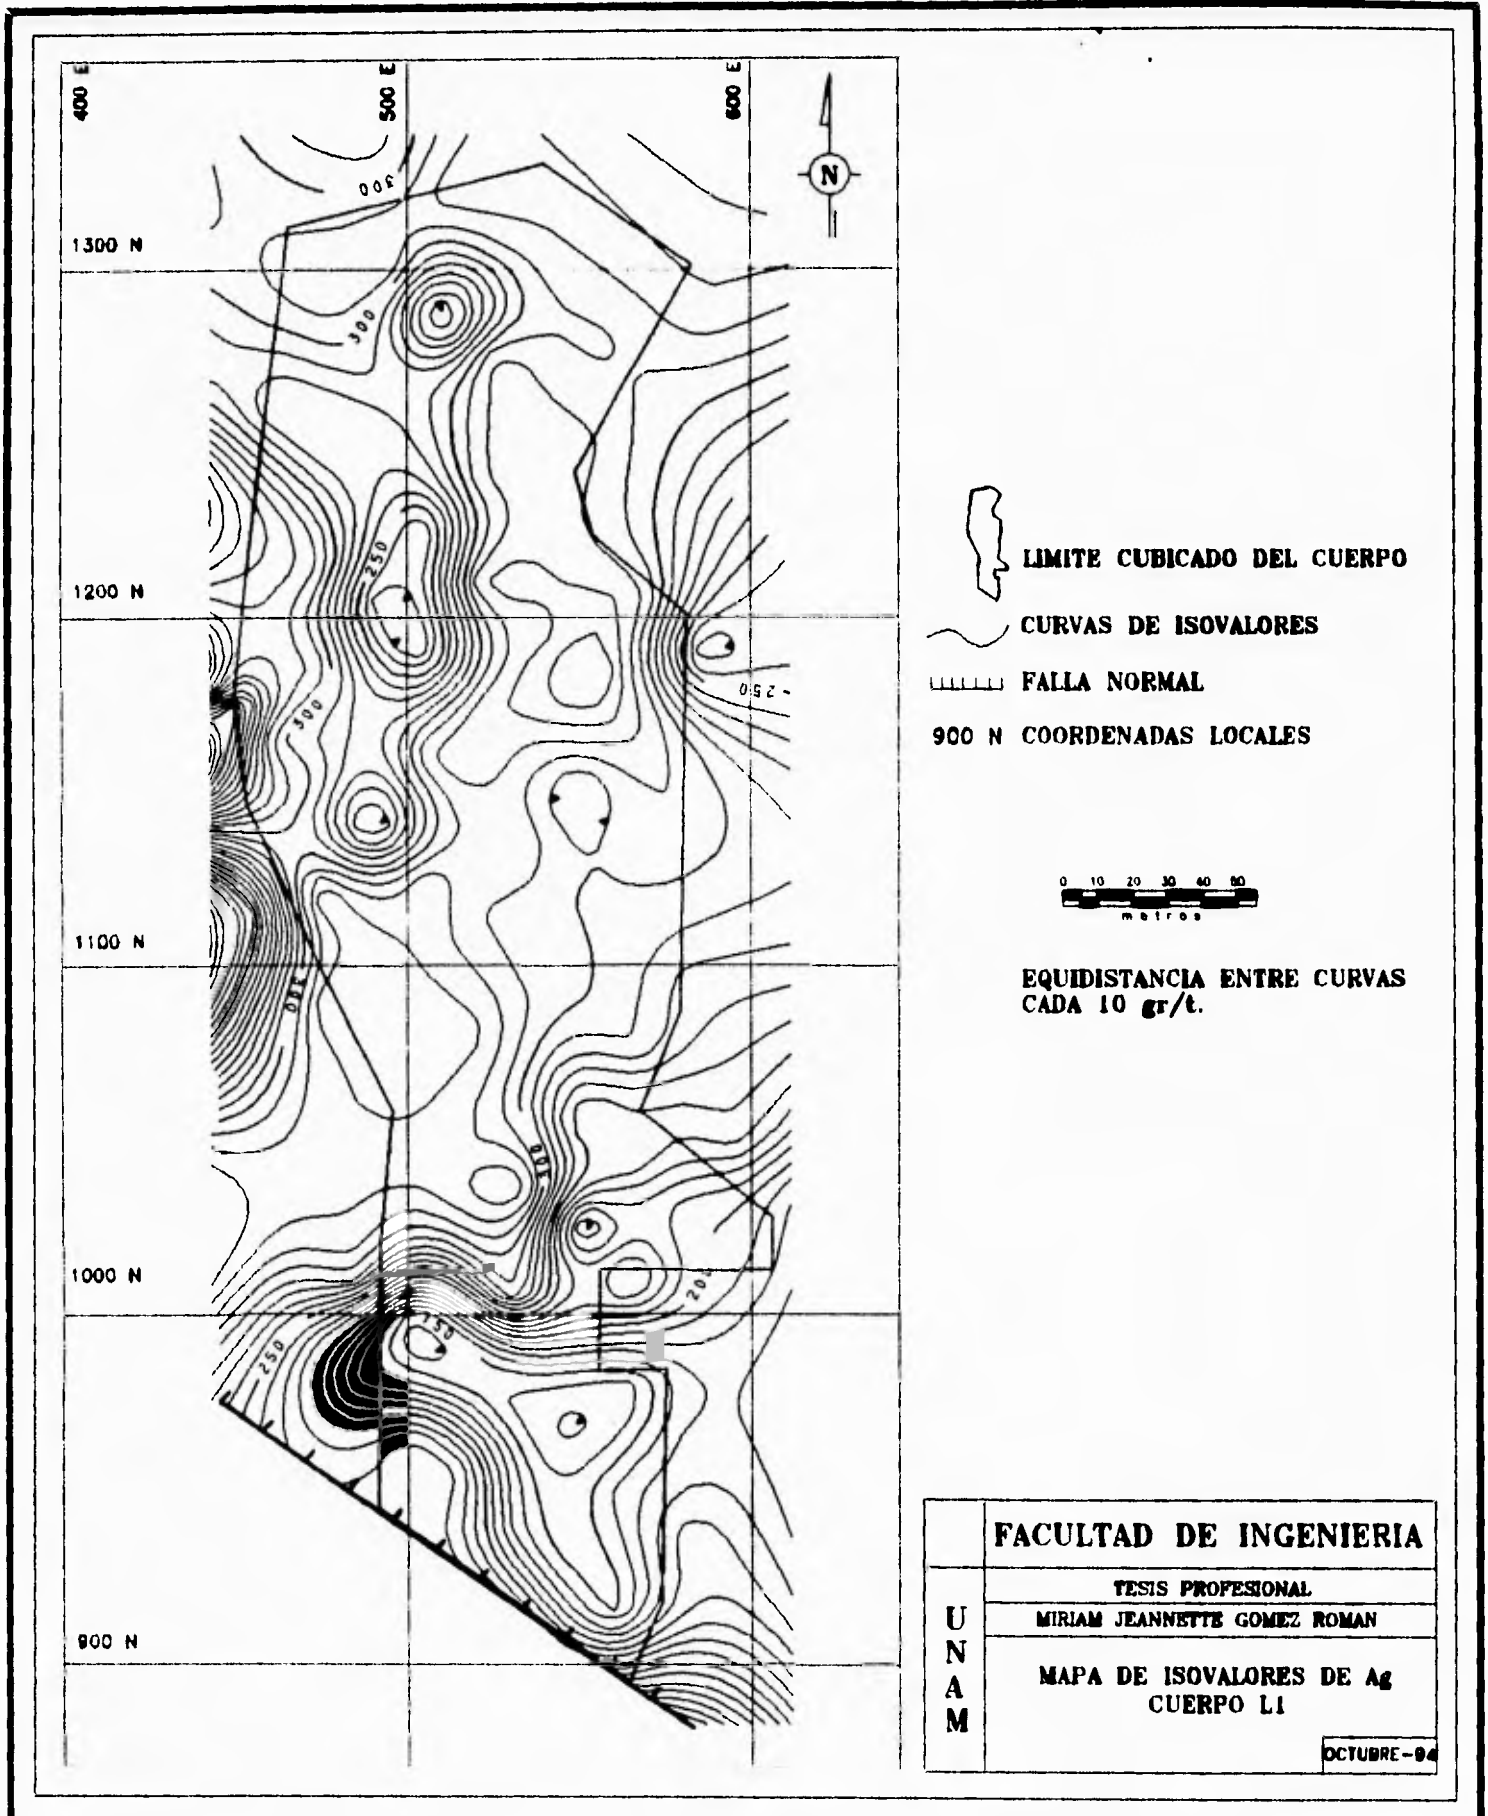 400 E
500 E
600 E
N
300
1300 N
300
250
1200 N
250
300
1100 N
300
300
1000 N
200
150
250
900 N
LIMITE CUBICADO DEL CUERPO
CURVAS DE ISOVALORES
FALLA NORMAL
900 N COORDENADAS LOCALES
0 10 20 30 40 50
metros
EQUIDISTANCIA ENTRE CURVAS
CADA 10 gr/t.
UNAM
FACULTAD DE INGENIERIA
TESIS PROFESIONAL
MIRIAM JEANNETTE GOMEZ ROMAN
MAPA DE ISOVALORES DE Ag
CUERPO L1
OCTUBRE-94